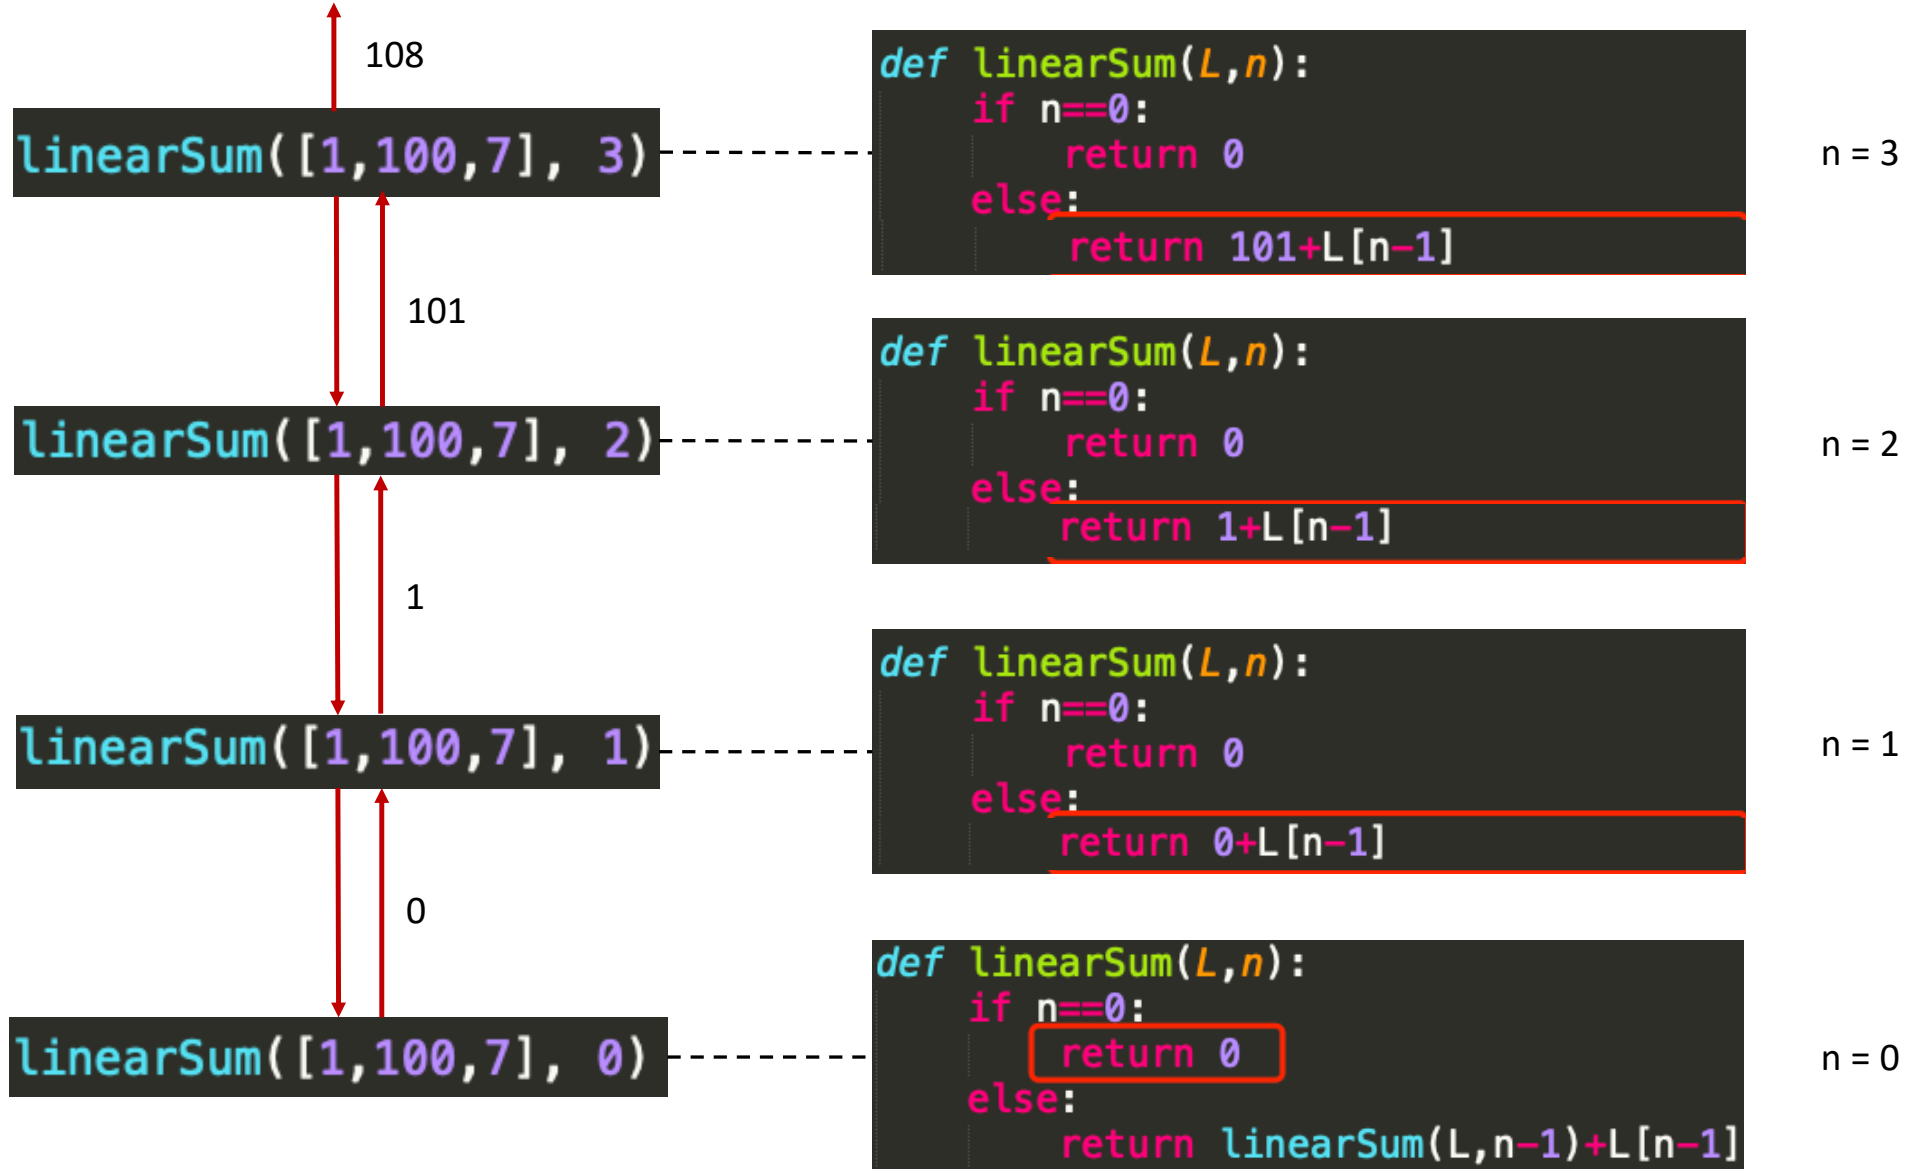 108
linearSum([1,100,7], 3)
def linearSum(L,n):
if n==0:
return 0
else:
return 101+L[n-1]
n = 3
101
linearSum([1,100,7], 2)
def linearSum(L,n):
if n==0:
return 0
else:
return 1+L[n-1]
n = 2
1
linearSum([1,100,7], 1)
def linearSum(L,n):
if n==0:
return 0
else:
return 0+L[n-1]
n = 1
0
linearSum([1,100,7], 0)
def linearSum(L,n):
if n==0:
return 0
else:
return linearSum(L,n-1)+L[n-1]
n = 0